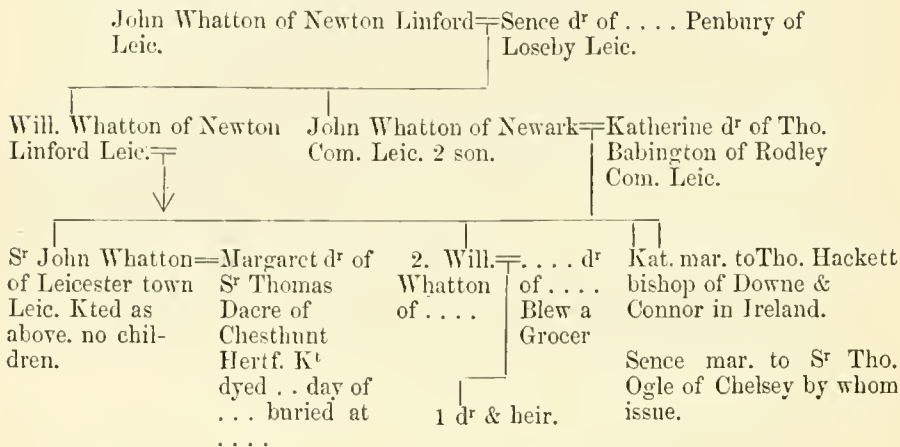 John Whatton of Newton Linford╤Sence dʳ of . . . . Penbury of
Leic.
Loseby Leic.
Will. Whatton of Newton
Linford Leic.╤
John Whatton of Newark╤Katherine dʳ of Tho.
Com. Leic. 2 son.
Babington of Rodley
Com. Leic.
Sʳ John Whatton=Margaret dʳ of
of Leicester town
Leic. Kted as
above. no chil-
dren.
Sʳ Thomas
Dacre of
Chesthunt
Hertf. Kᵗ
dyed . . day of
. . . buried at
. . . .
2. Will.╤. . . . dʳ
Whatton
of . . . .
of . . . .
Blew a
Grocer
1 dʳ & heir.
Kat. mar. toTho. Hackett
bishop of Downe &
Connor in Ireland.
Sence mar. to Sʳ Tho.
Ogle of Chelsey by whom
issue.